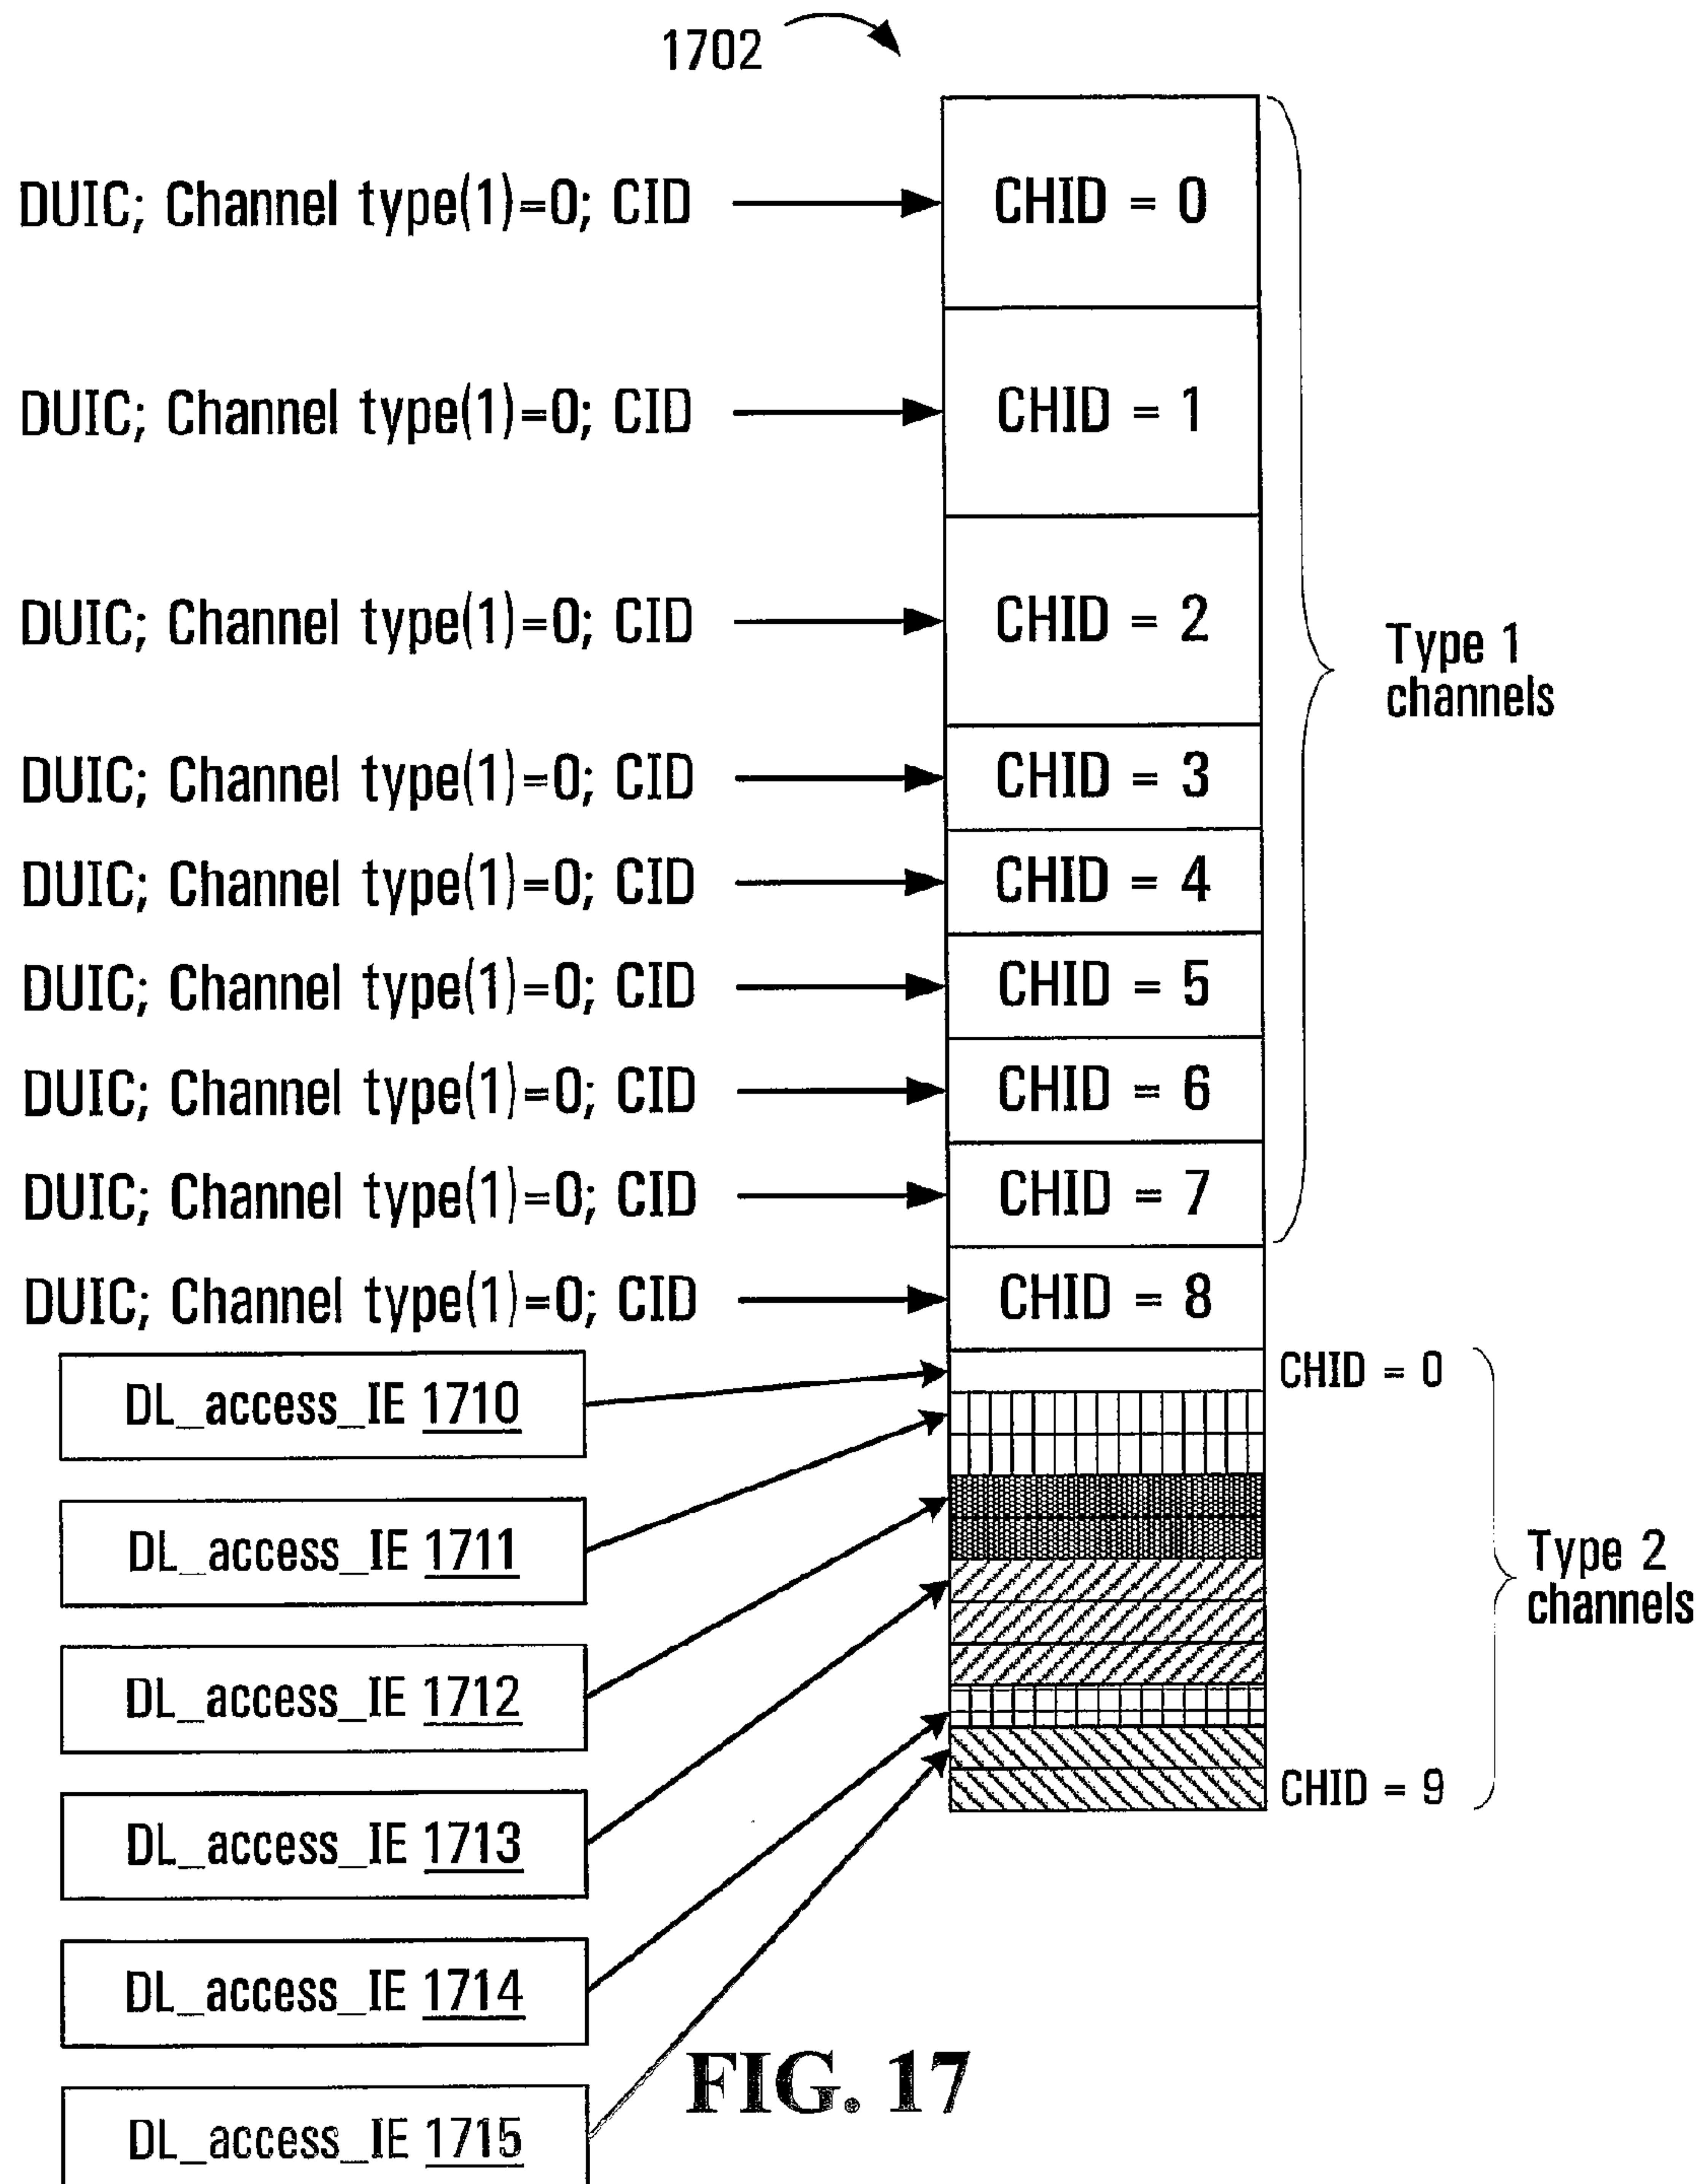 1702
DUIC; Channel type(1)=0; CID
CHID = 0
DUIC; Channel type(1)=0; CID
CHID = 1
DUIC; Channel type(1)=0; CID
CHID = 2
Type 1
channels
DUIC; Channel type(1)=0; CID
CHID = 3
DUIC; Channel type(1)=0; CID
CHID = 4
DUIC; Channel type(1)=0; CID
CHID = 5
DUIC; Channel type(1)=0; CID
CHID = 6
DUIC; Channel type(1)=0; CID
CHID = 7
DUIC; Channel type(1)=0; CID
CHID = 8
CHID = 0
DL_access_IE 1710
DL_access_IE 1711
Type 2
channels
DL_access_IE 1712
CHID = 9
DL_access_IE 1713
DL_access_IE 1714
FIG. 17
DL_access_IE 1715